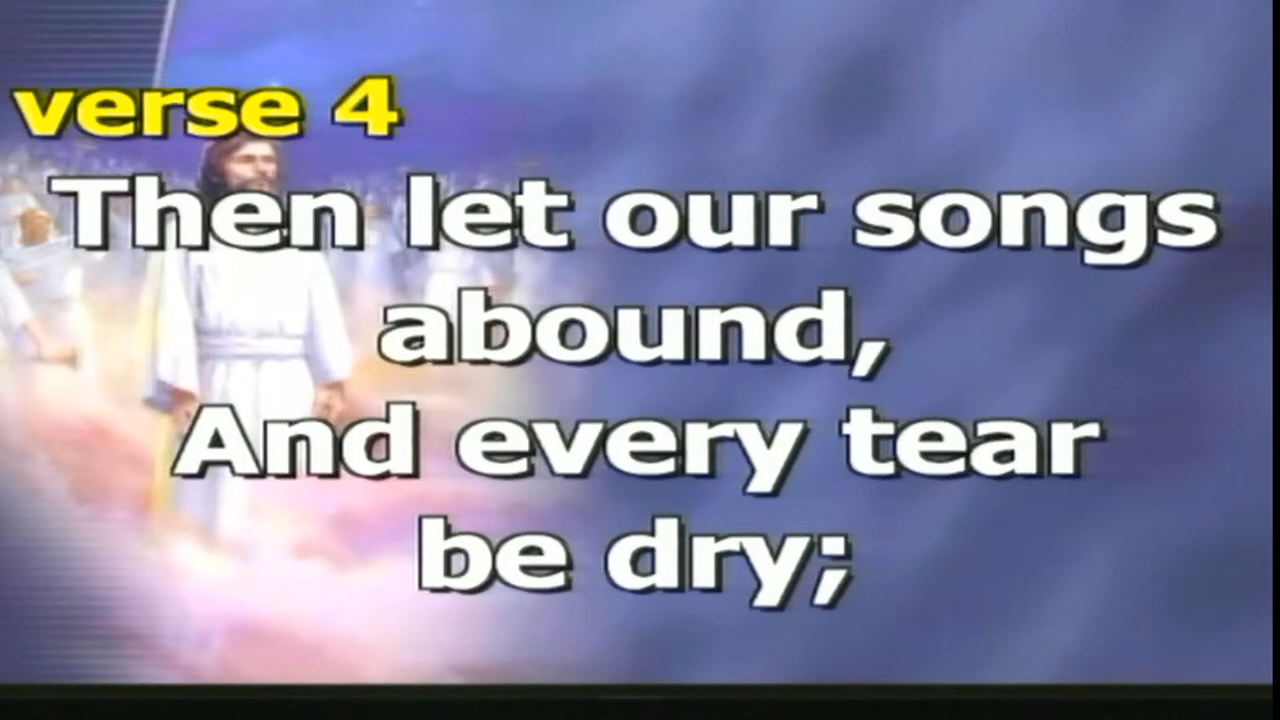 verse 4
Then let our songs
abound,
And every tear
be dry;